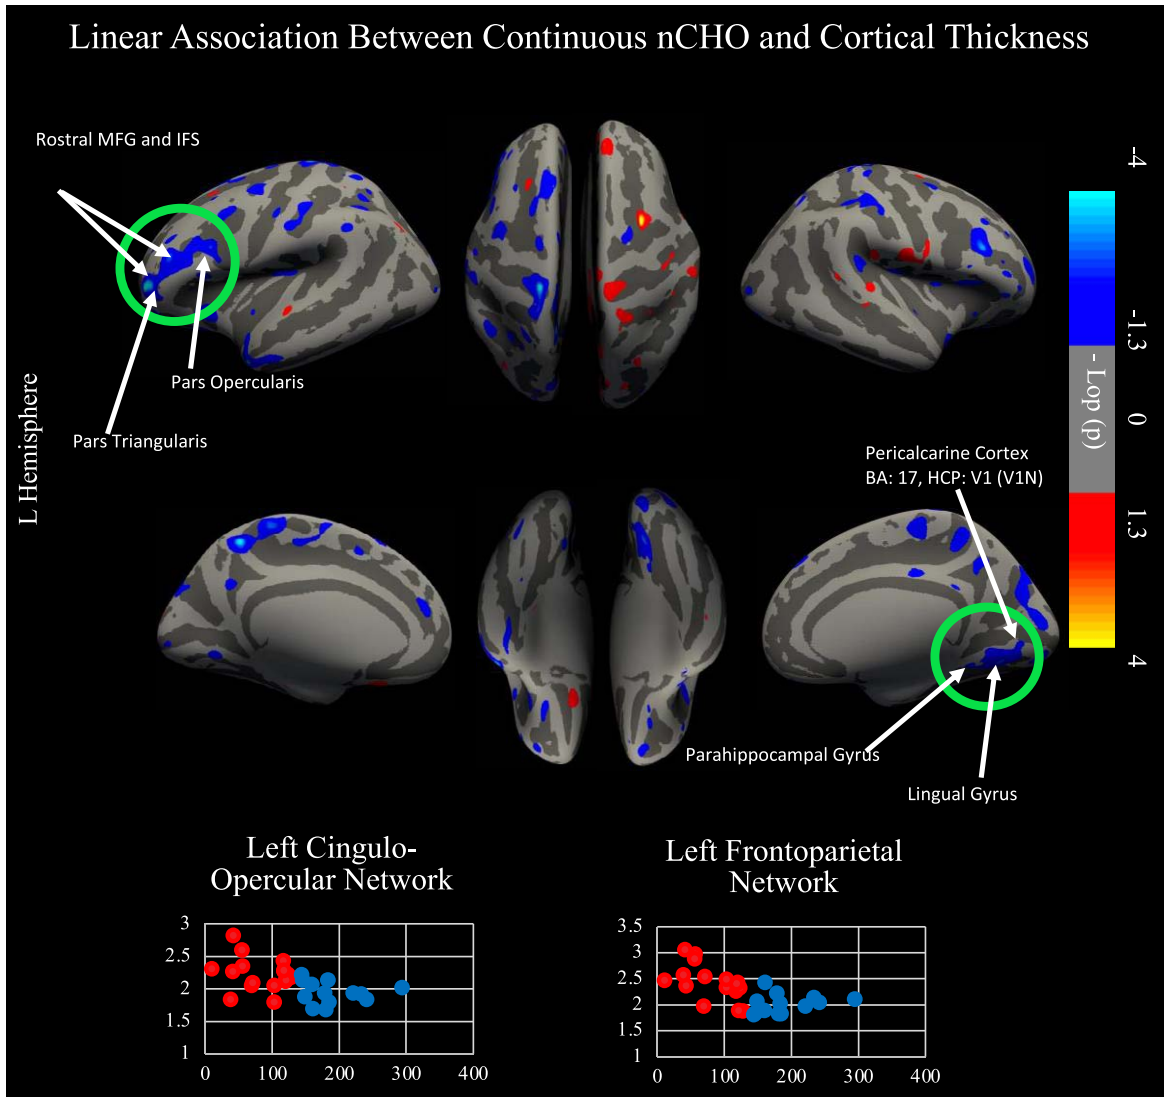 Linear Association Between Continuous nCHO and Cortical Thickness
Rostral MFG and IFS
Pars Opercularis
Pars Triangularis
L Hemisphere
-4
-1.3
0
1.3
4
- Lop (p)
Pericalcarine Cortex
BA: 17, HCP: V1 (V1N)
Parahippocampal Gyrus
Lingual Gyrus
Left Cingulo-
Opercular Network
3
2.5
2
1.5
1
0 100 200 300 400
Left Frontoparietal
Network
3.5
3
2.5
2
1.5
1
0 100 200 300 400